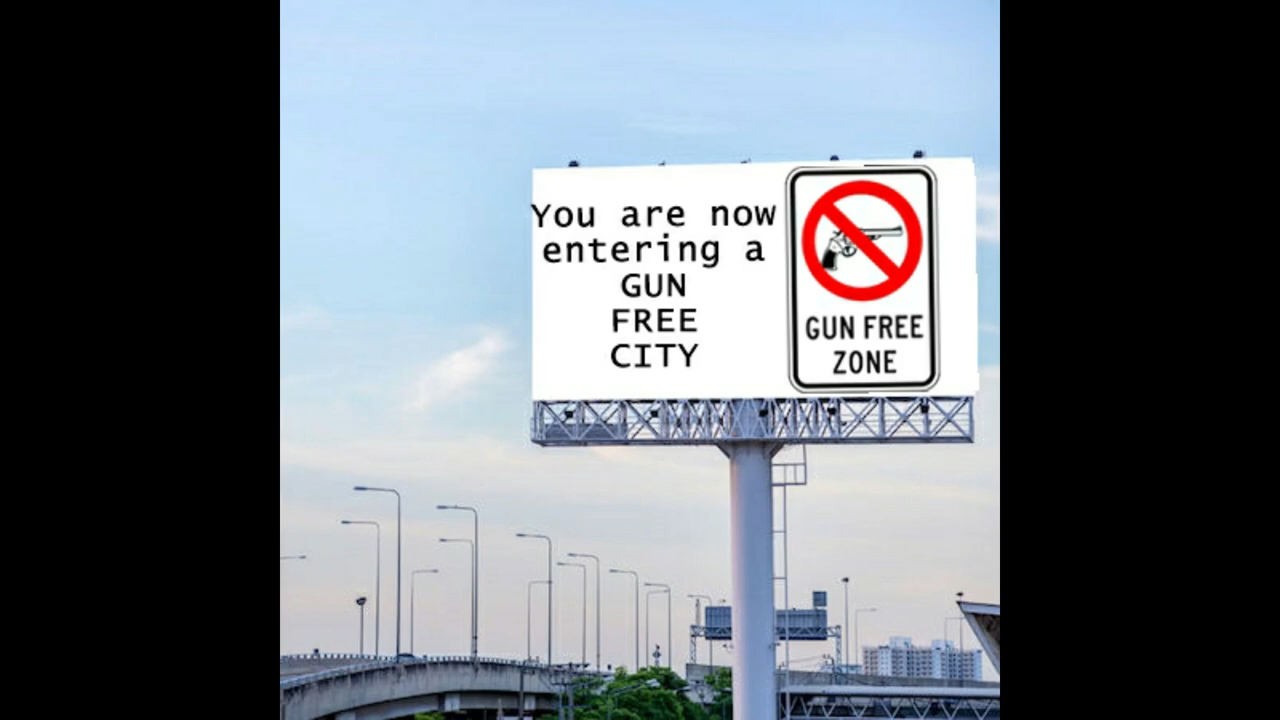 You are now
entering a
GUN
FREE
CITY
GUN FREE
ZONE